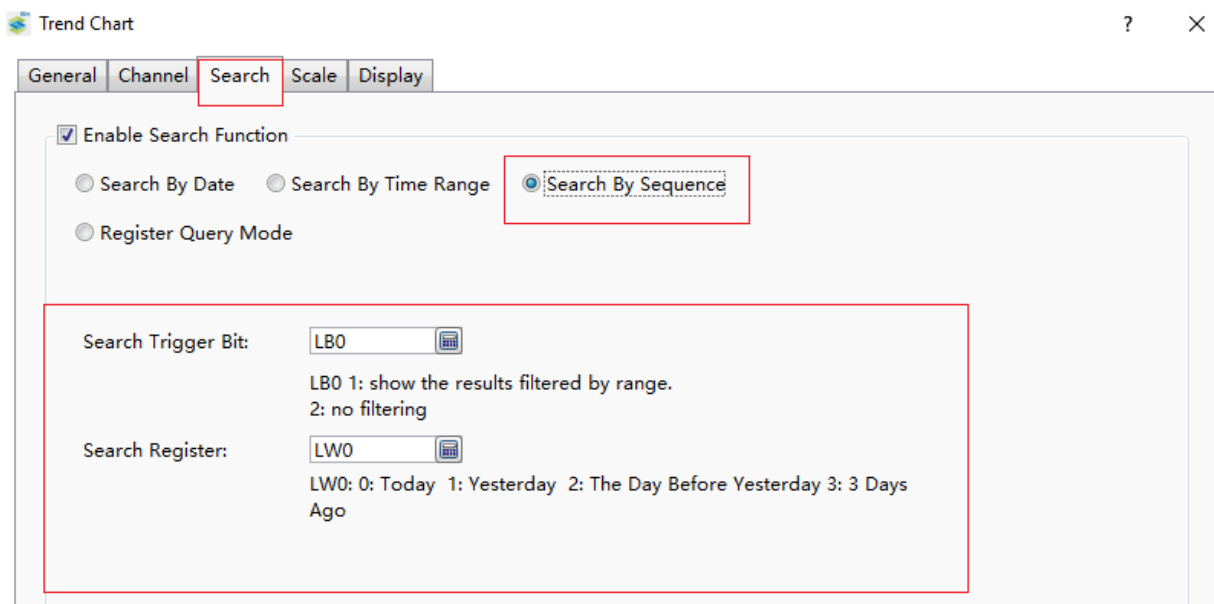 Trend Chart ? ×
General Channel Search Scale Display
Enable Search Function
Search By Date Search By Time Range Search By Sequence
Register Query Mode
Search Trigger Bit: LB0
LB0 1: show the results filtered by range.
2: no filtering
Search Register: LW0
LW0: 0: Today 1: Yesterday 2: The Day Before Yesterday 3: 3 Days
Ago